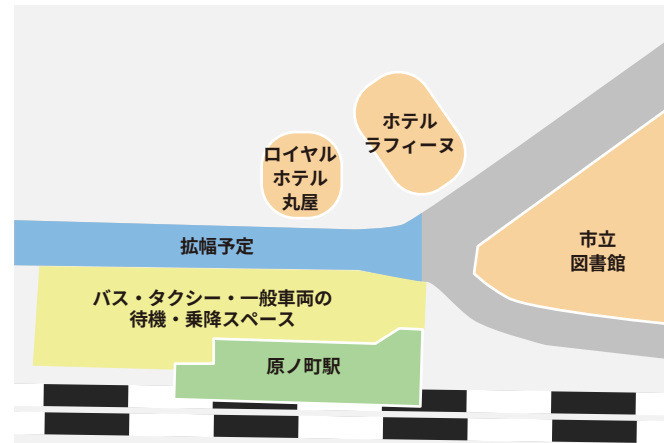 ホテル
ラフィーヌ
ロイヤル
ホテル
丸屋
拡幅予定
市立
図書館
バス・タクシー・一般車両の
待機・乗降スペース
原ノ町駅